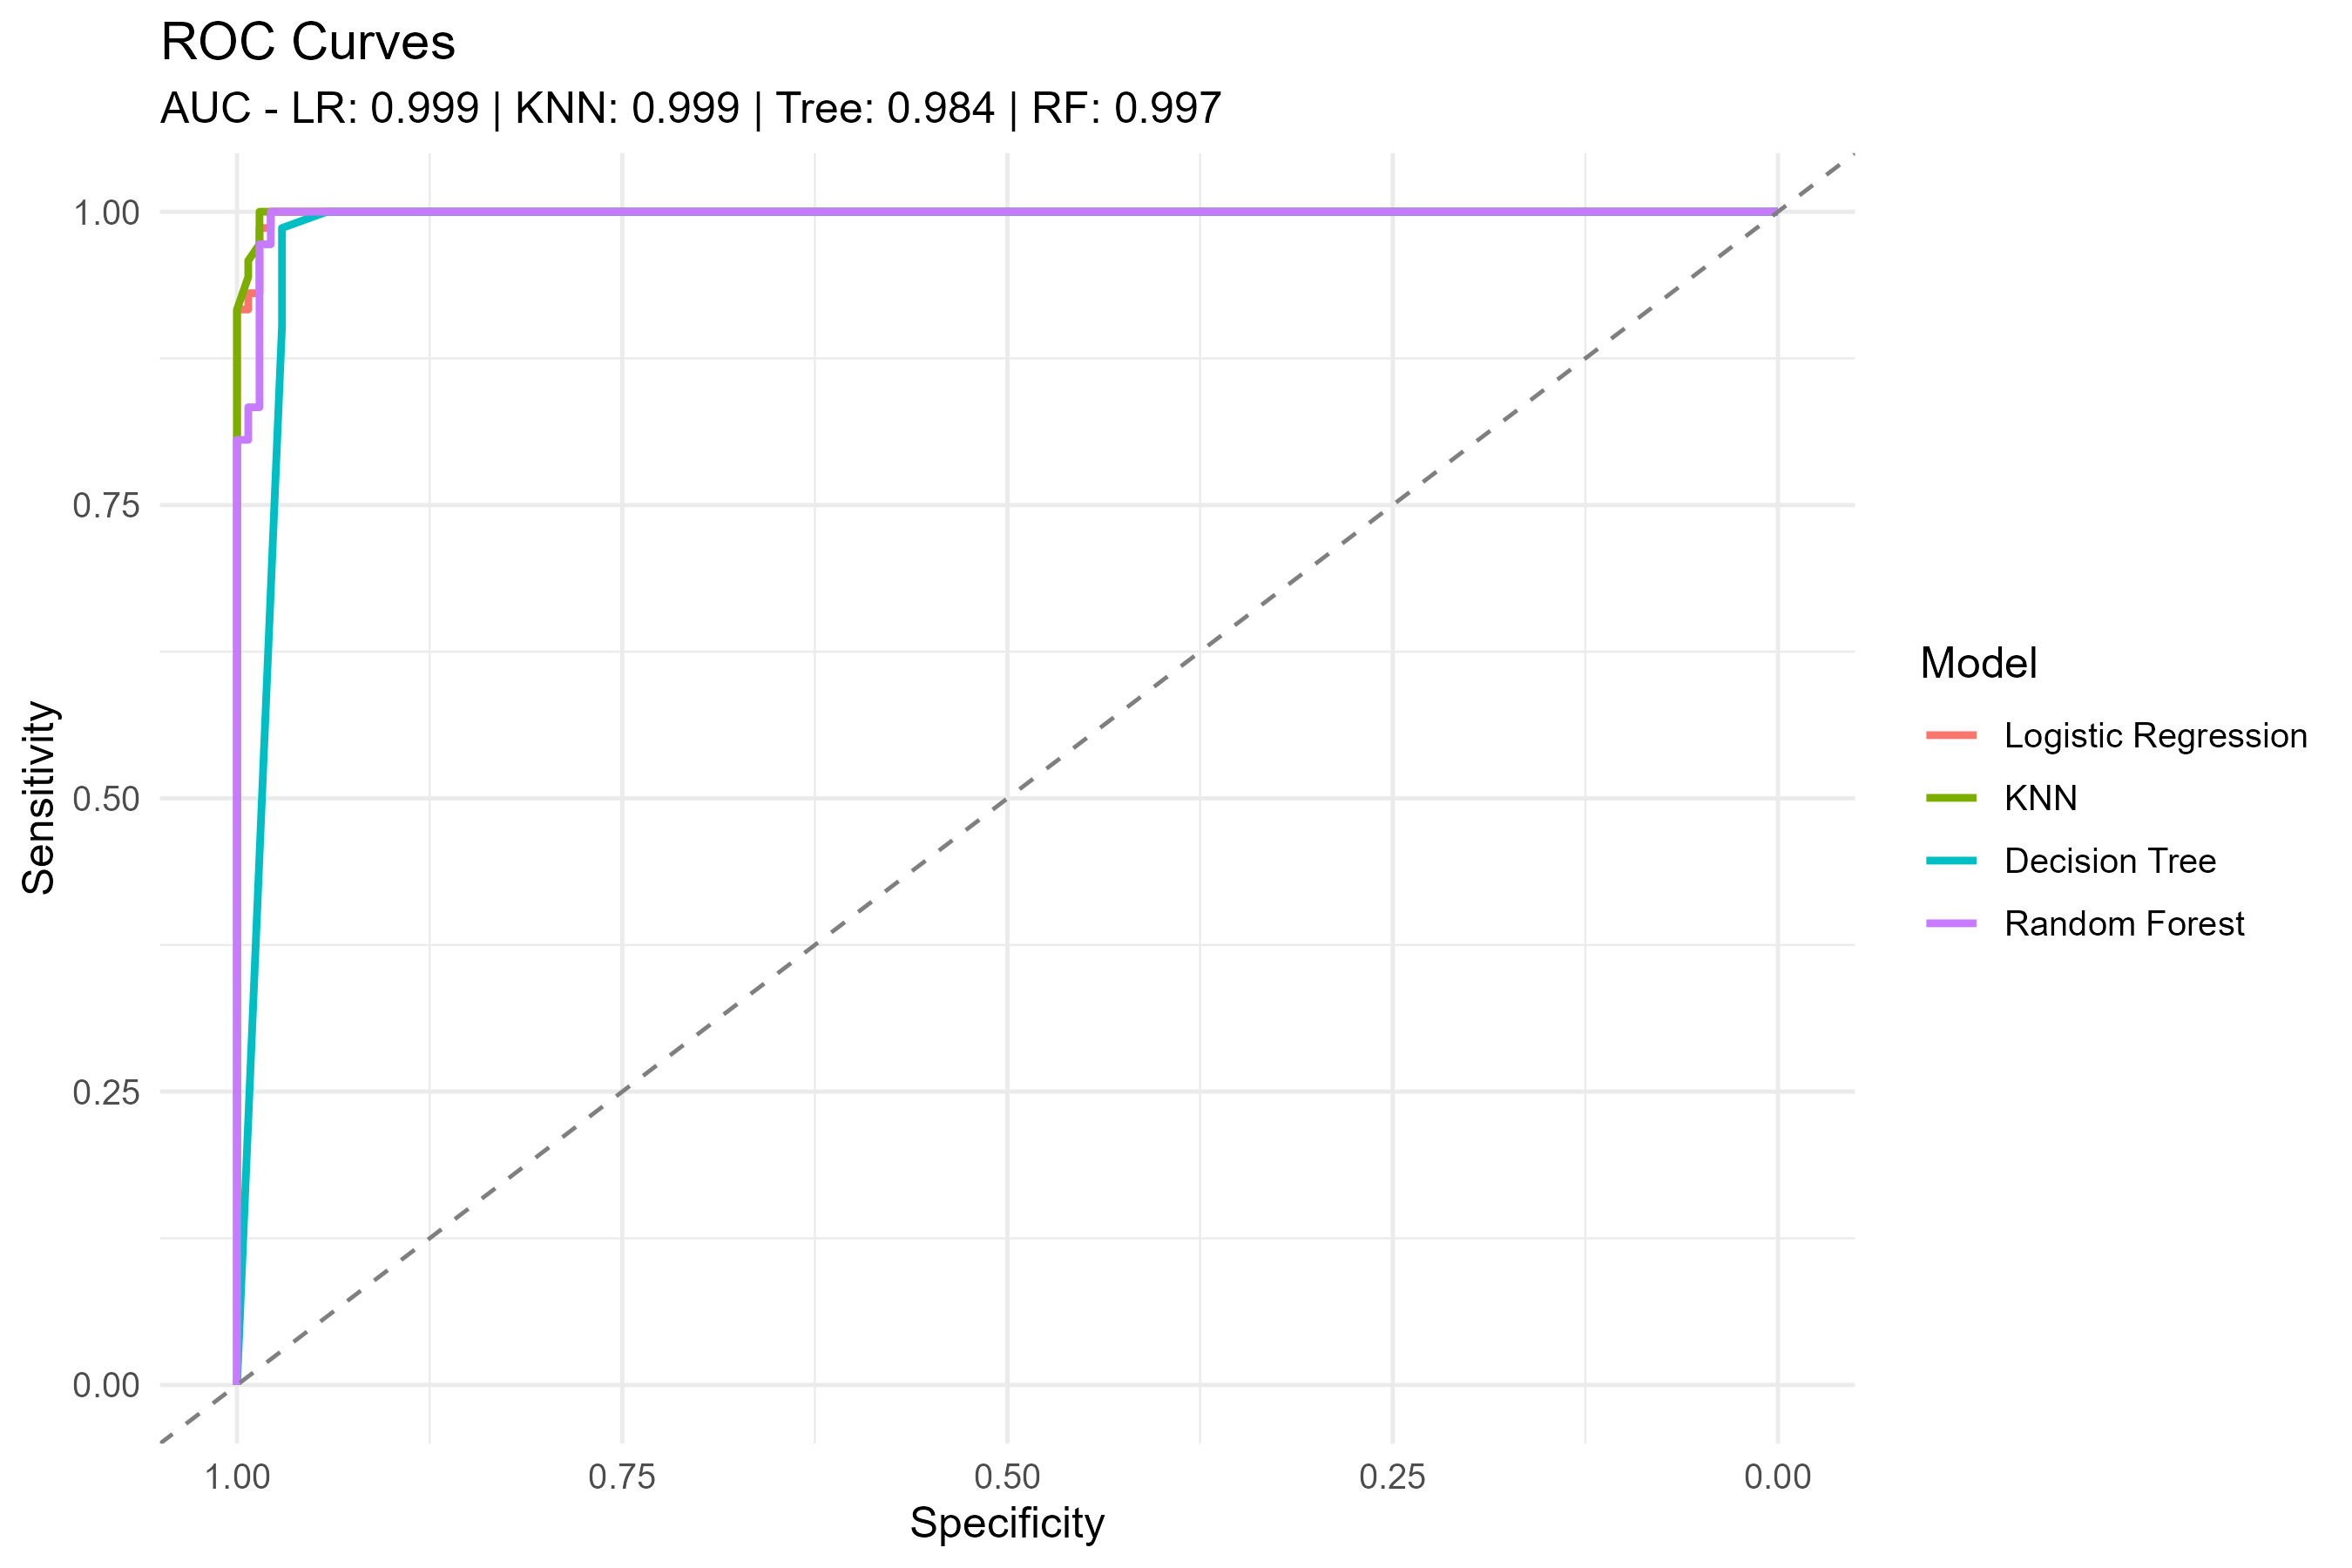 ROC Curves
AUC - LR: 0.999 | KNN: 0.999 | Tree: 0.984 | RF: 0.997
Sensitivity
1.00
0.75
0.50
0.25
0.00
1.00 0.75 0.50 0.25 0.00
Specificity
Model
Logistic Regression
KNN
Decision Tree
Random Forest